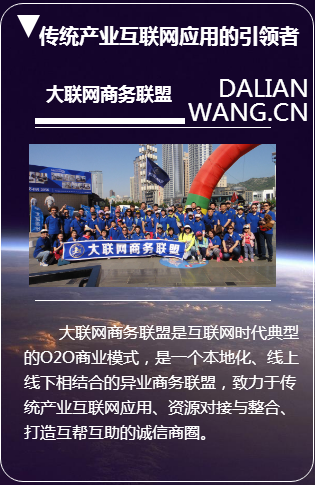 传统产业互联网应用的引领者
大联网商务联盟
DALIAN
WANG.CN
大联网商务联盟
大联网商务联盟是互联网时代典型
的O2O商业模式，是一个本地化、线上
线下相结合的异业商务联盟，致力于传
统产业互联网应用、资源对接与整合、
打造互帮互助的诚信商圈。